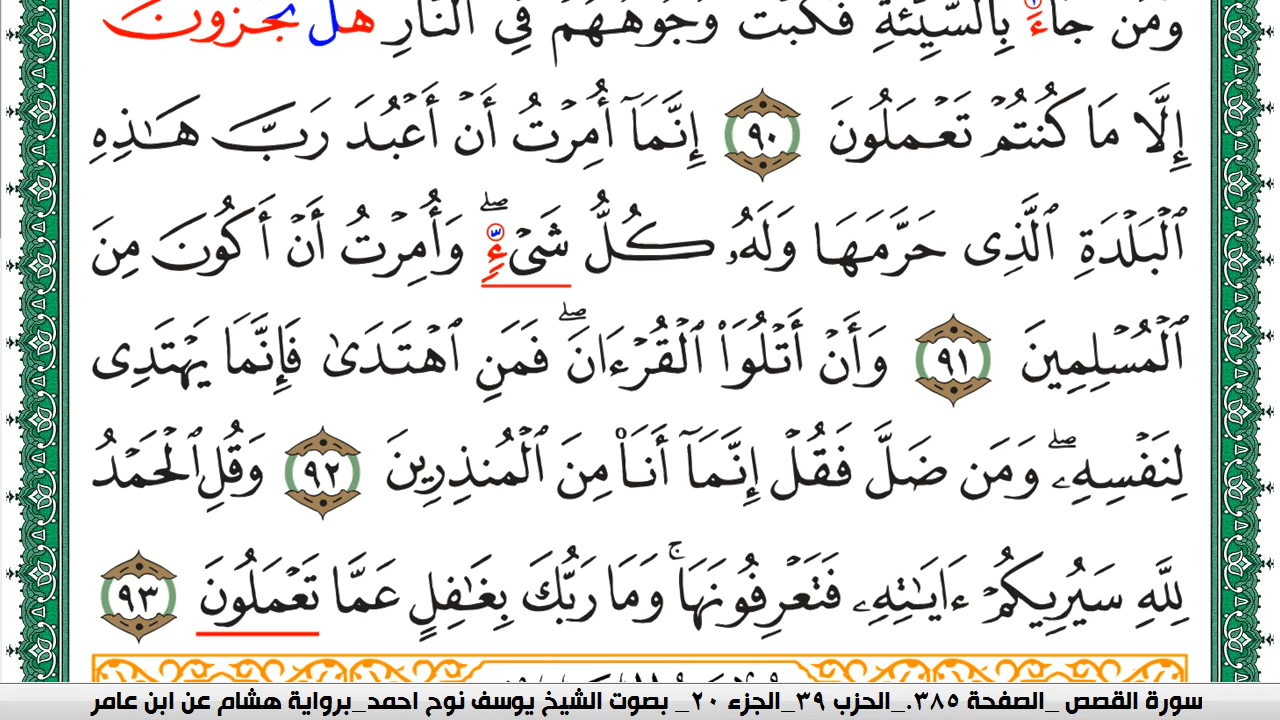 وَمَن جَآءَ بِٱلسَّيِّئَةِ فَكُبَّتْ وُجُوهُهُمْ فِى ٱلنَّارِ هَل تُّجْزَوْنَ
إِلَّا مَا كُنتُمْ تَعْمَلُونَ ٩٠ إِنَّمَآ أُمِرْتُ أَنْ أَعْبُدَ رَبَّ هَـٰذِهِ
ٱلْبَلْدَةِ ٱلَّذِى حَرَّمَهَا وَلَهُۥ كُلُّ شَىْءٍ ۖ وَأُمِرْتُ أَنْ أَكُونَ مِنَ
ٱلْمُسْلِمِينَ ٩١ وَأَنْ أَتْلُوَا۟ ٱلْقُرْءَانَ ۖ فَمَنِ ٱهْتَدَىٰ فَإِنَّمَا يَهْتَدِى
لِنَفْسِهِۦ ۖ وَمَن ضَلَّ فَقُلْ إِنَّمَآ أَنَا۠ مِنَ ٱلْمُنذِرِينَ ٩٢ وَقُلِ ٱلْحَمْدُ
لِلَّهِ سَيُرِيكُمْ ءَايَـٰتِهِۦ فَتَعْرِفُونَهَا ۚ وَمَا رَبُّكَ بِغَـٰفِلٍ عَمَّا تَعْمَلُونَ ٩٣
سورة القصص _الصفحة ٣٨٥._الحزب ٣٩_الجزء ٢٠_ بصوت الشيخ يوسف نوح احمد_برواية هشام عن ابن عامر